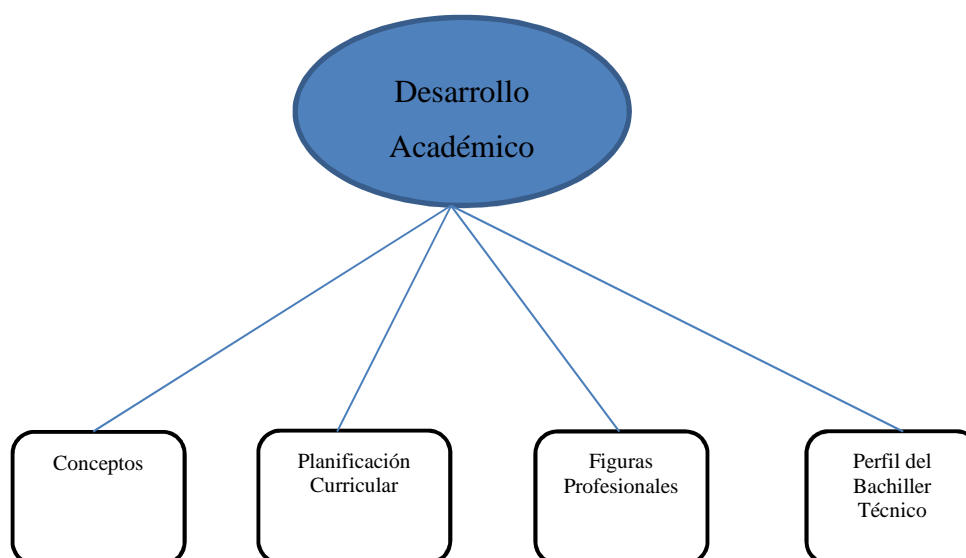 Desarrollo
Académico
Conceptos
Planificación
Curricular
Figuras
Profesionales
Perfil del
Bachiller
Técnico